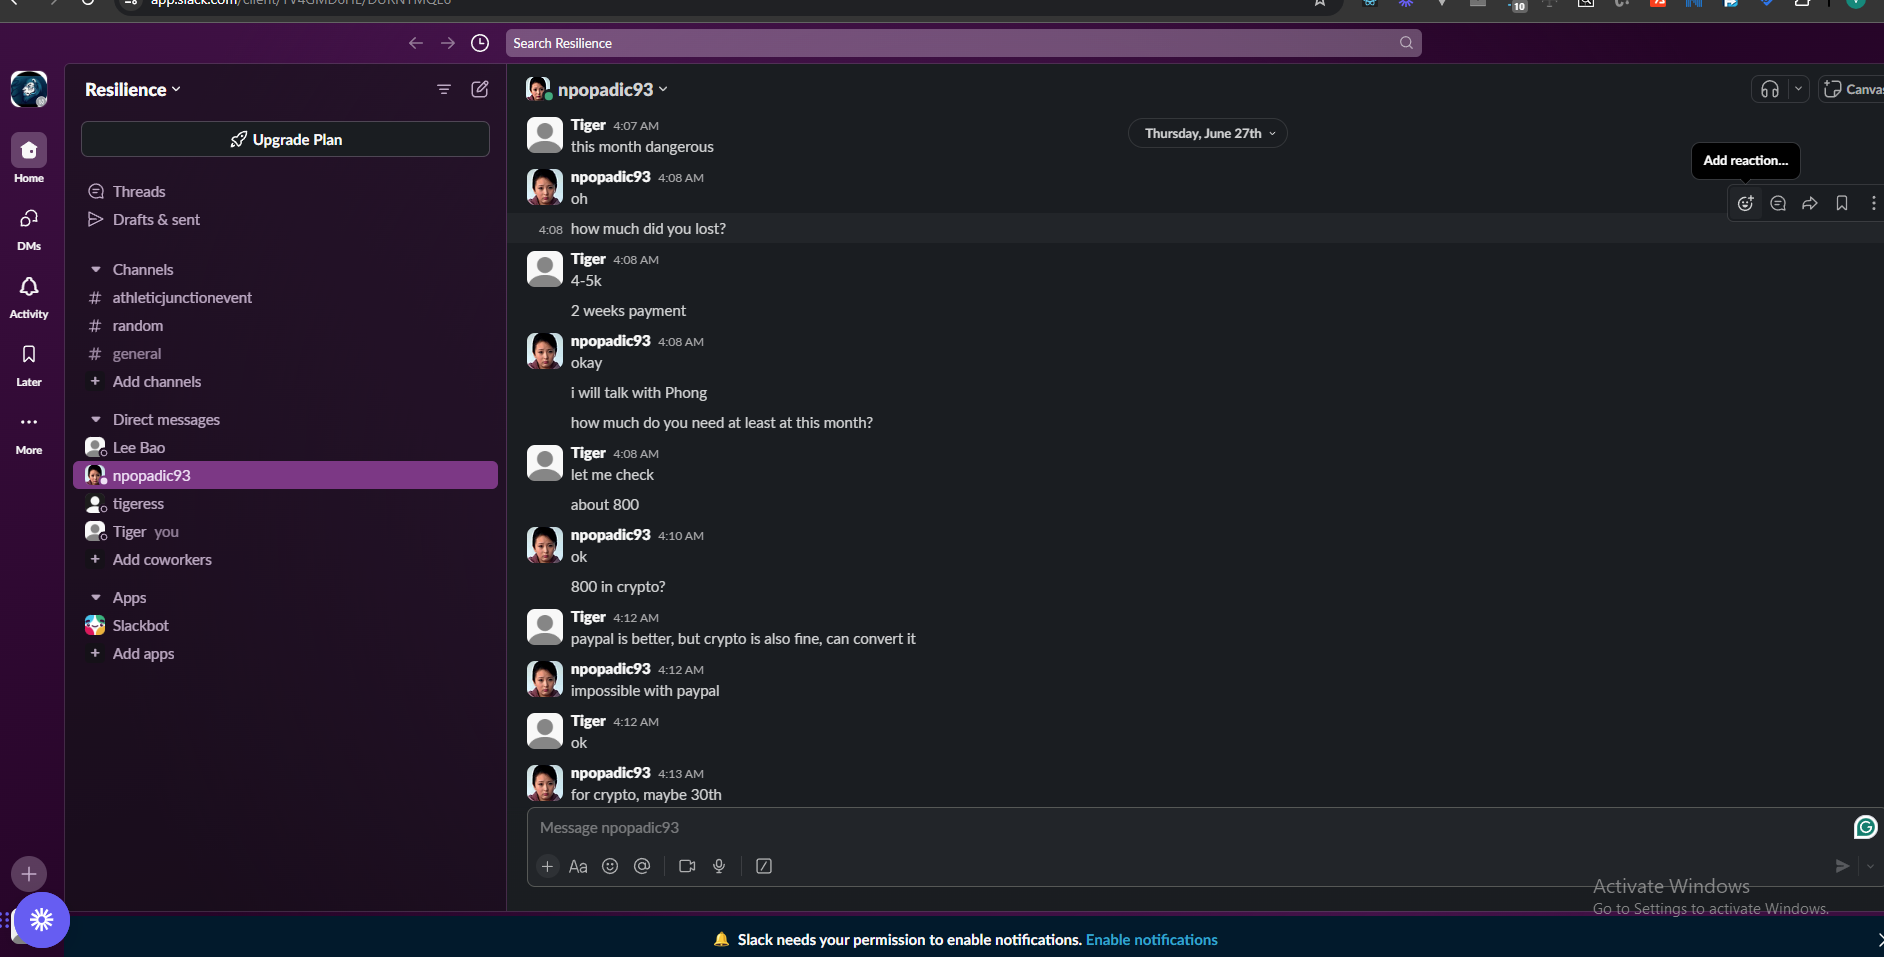 Search Resilience
Resilience
Upgrade Plan
Home
Threads
Drafts & sent
DMs
Activity
Channels
# athleticjunctionevent
# random
# general
+ Add channels
Later
Direct messages
Lee Bao
npopadic93
tigeress
Tiger you
+ Add coworkers
More
Apps
Slackbot
+ Add apps
npopadic93
Canvas
Thursday, June 27th
Add reaction...
Tiger 4:07 AM
this month dangerous
npopadic93 4:08 AM
oh
4:08 how much did you lost?
Tiger 4:08 AM
4-5k
2 weeks payment
npopadic93 4:08 AM
okay
i will talk with Phong
how much do you need at least at this month?
Tiger 4:08 AM
let me check
about 800
npopadic93 4:10 AM
ok
800 in crypto?
Tiger 4:12 AM
paypal is better, but crypto is also fine, can convert it
npopadic93 4:12 AM
impossible with paypal
Tiger 4:12 AM
ok
npopadic93 4:13 AM
for crypto, maybe 30th
Message npopadic93
Aa
Activate Windows
Go to Settings to activate Windows.
Slack needs your permission to enable notifications. Enable notifications
10